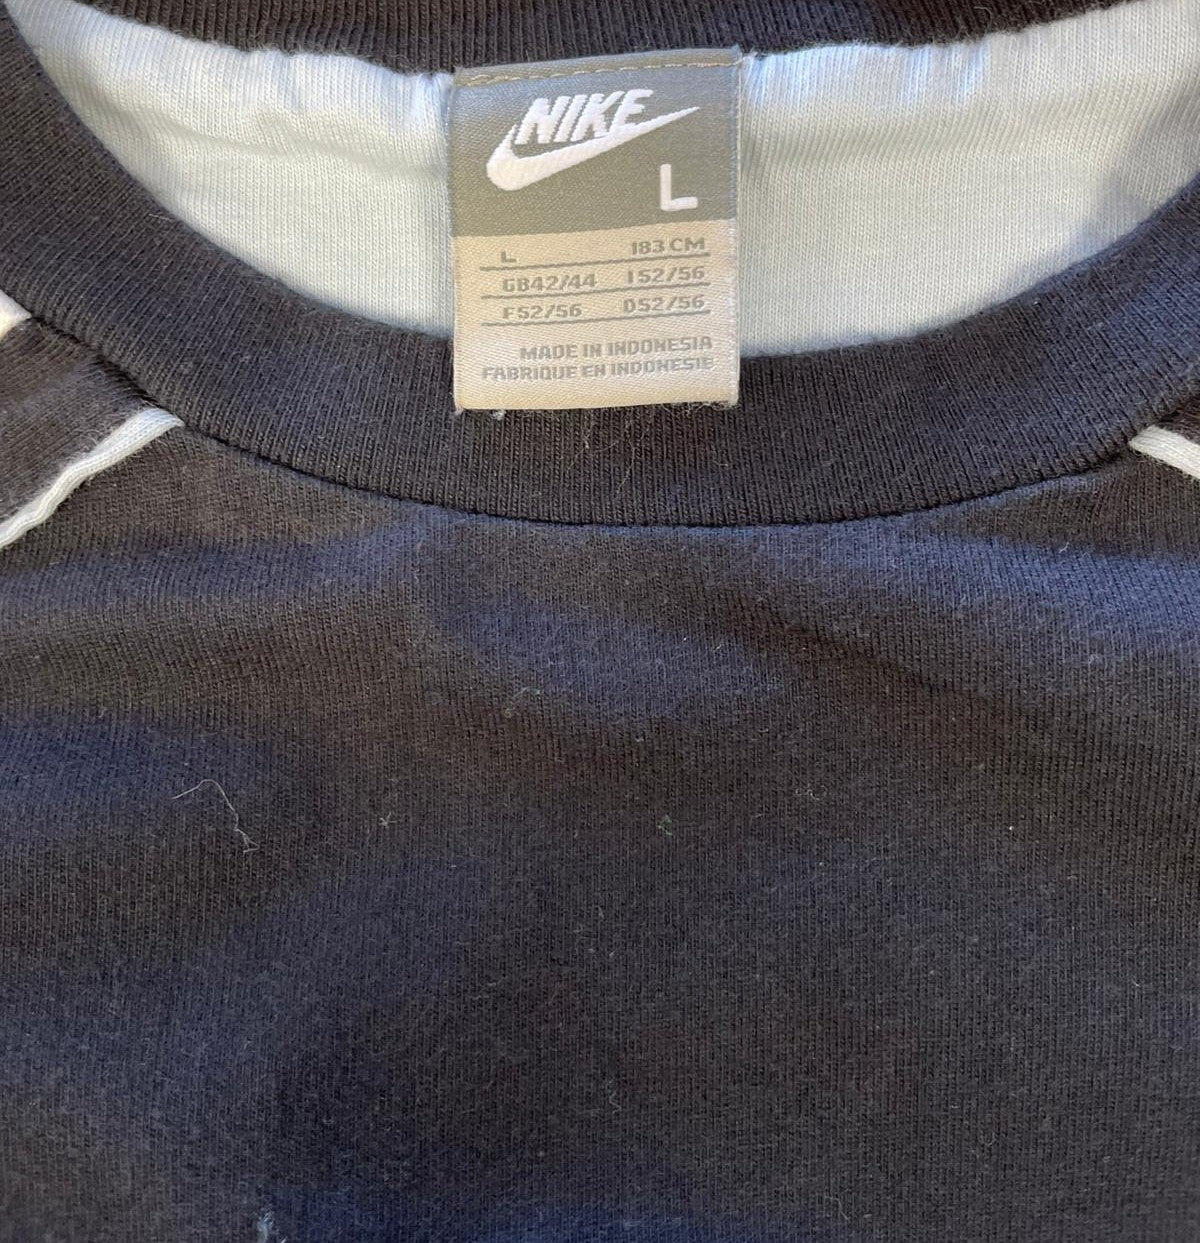 NIKE
L
L 183 CM
GB42/44 I52/56
F52/56 D52/56
MADE IN INDONESIA
FABRIQUE EN INDONESIE